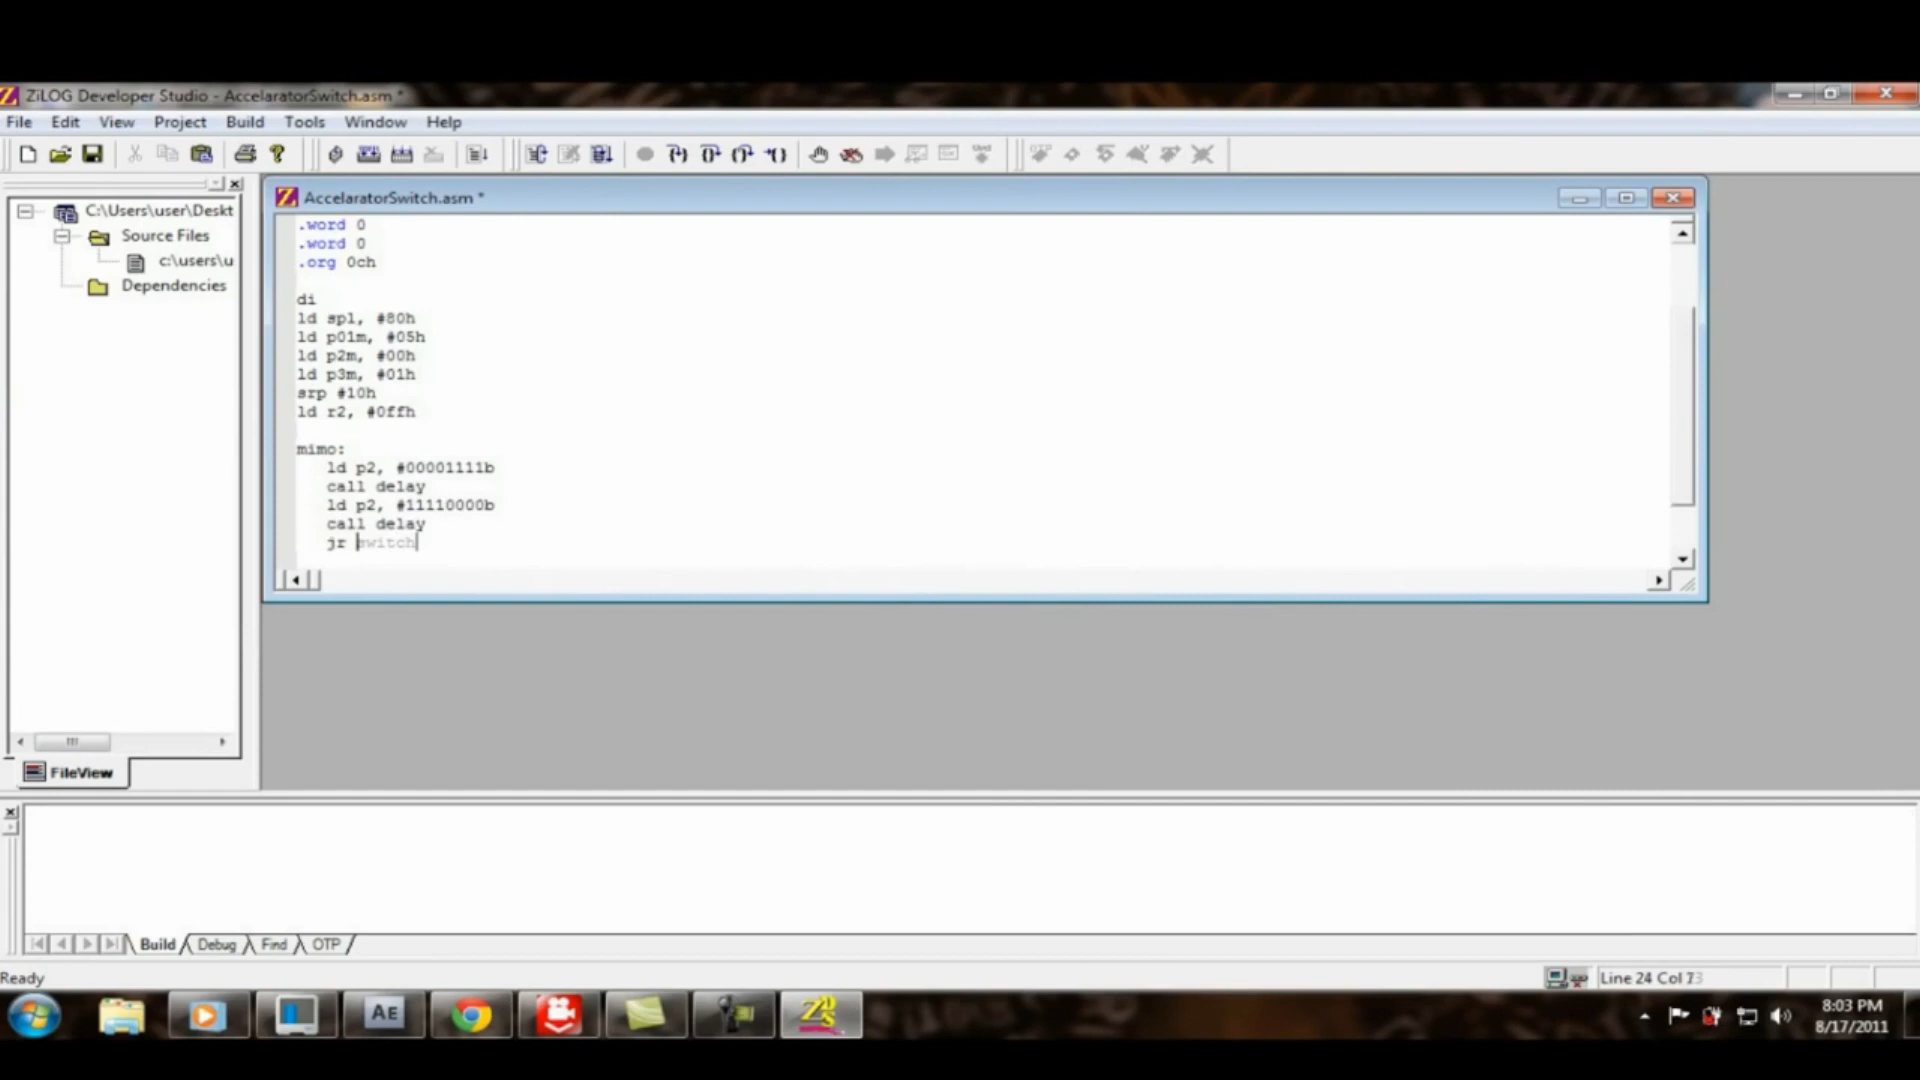 ZiLOG Developer Studio - AccelaratorSwitch.asm *
File Edit View Project Build Tools Window Help
C:\Users\user\Deskt
Source Files
c:\users\u
Dependencies
FileView
AccelaratorSwitch.asm *
.word 0
.word 0
.org 0ch
di
ld spl, #80h
ld p01m, #05h
ld p2m, #00h
ld p3m, #01h
srp #10h
ld r2, #0ffh
mimo:
ld p2, #00001111b
call delay
ld p2, #11110000b
call delay
jr switch
Build Debug Find OTP
Ready
Line 24 Col
AE
8:03 PM
8/17/2011